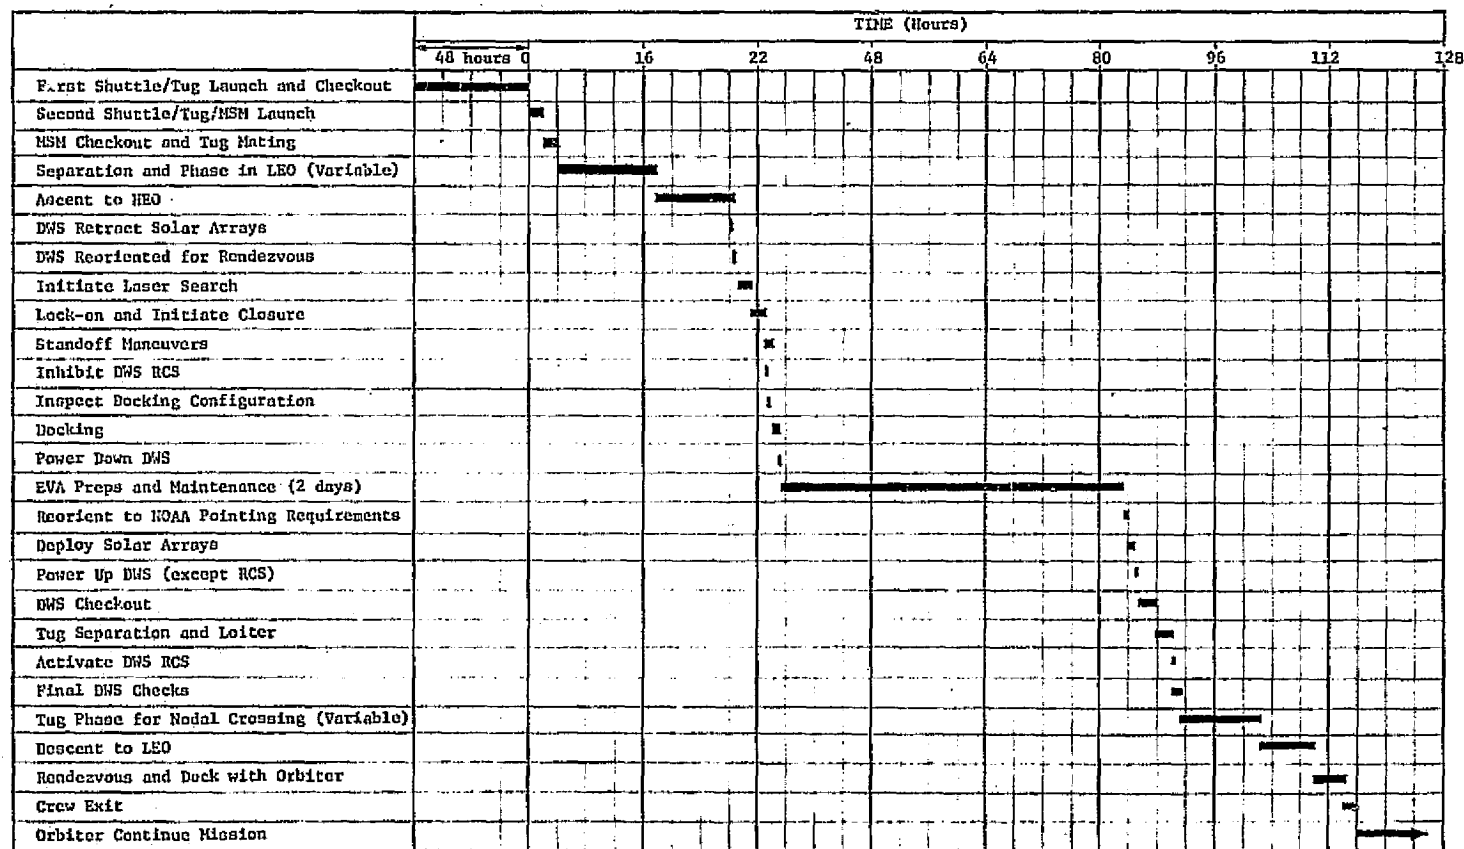 TIME (Hours)
48 hours 0 16 22 48 64 80 96 112 128
First Shuttle/Tug Launch and Checkout
Second Shuttle/Tug/MSM Launch
MSM Checkout and Tug Mating
Separation and Phase in LEO (Variable)
Ascent to HEO
DWS Retract Solar Arrays
DWS Reoriented for Rendezvous
Initiate Laser Search
Lock-on and Initiate Closure
Standoff Maneuvers
Inhibit DWS RCS
Inspect Docking Configuration
Docking
Power Down DWS
EVA Preps and Maintenance (2 days)
Reorient to NOAA Pointing Requirements
Deploy Solar Arrays
Power Up DWS (except RCS)
DWS Checkout
Tug Separation and Loiter
Activate DWS RCS
Final DWS Checks
Tug Phase for Nodal Crossing (Variable)
Descent to LEO
Rendezvous and Dock with Orbiter
Crew Exit
Orbiter Continue Mission